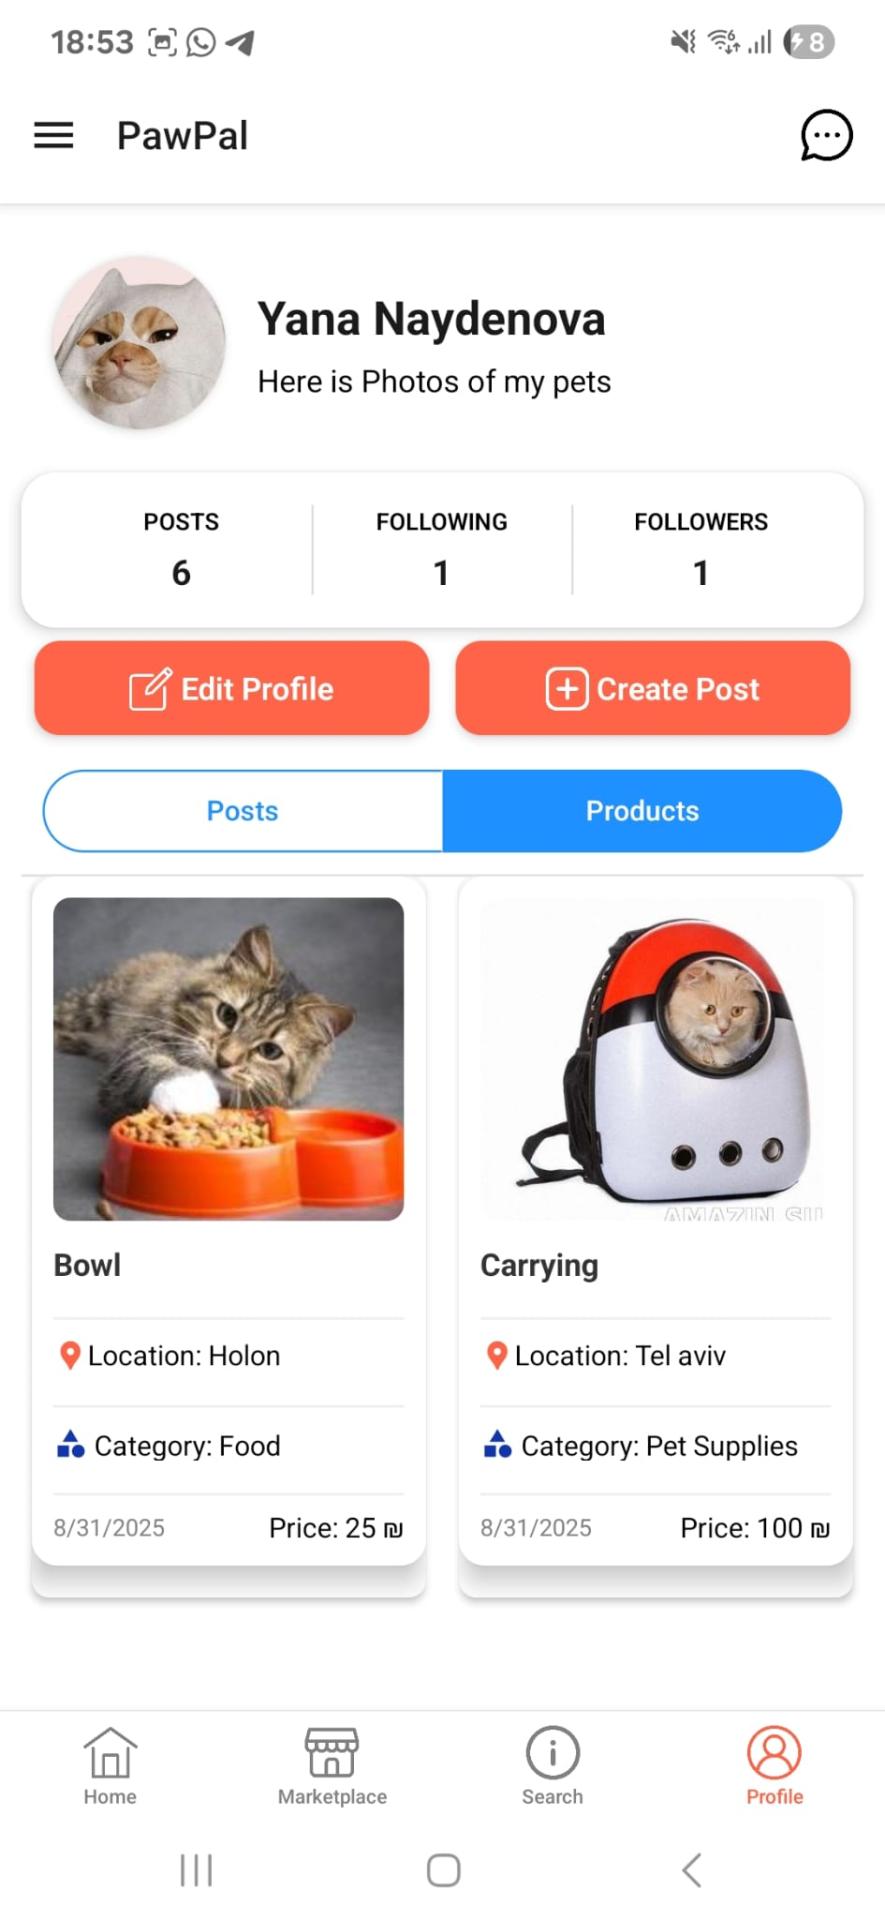 18:53
8
PawPal
Yana Naydenova
Here is Photos of my pets
POSTS FOLLOWING FOLLOWERS
6 1 1
Edit Profile Create Post
Posts Products
AMAZIN.SU
Bowl Carrying
Location: Holon Location: Tel aviv
Category: Food Category: Pet Supplies
8/31/2025 Price: 25 ₪ 8/31/2025 Price: 100 ₪
Home Marketplace Search Profile